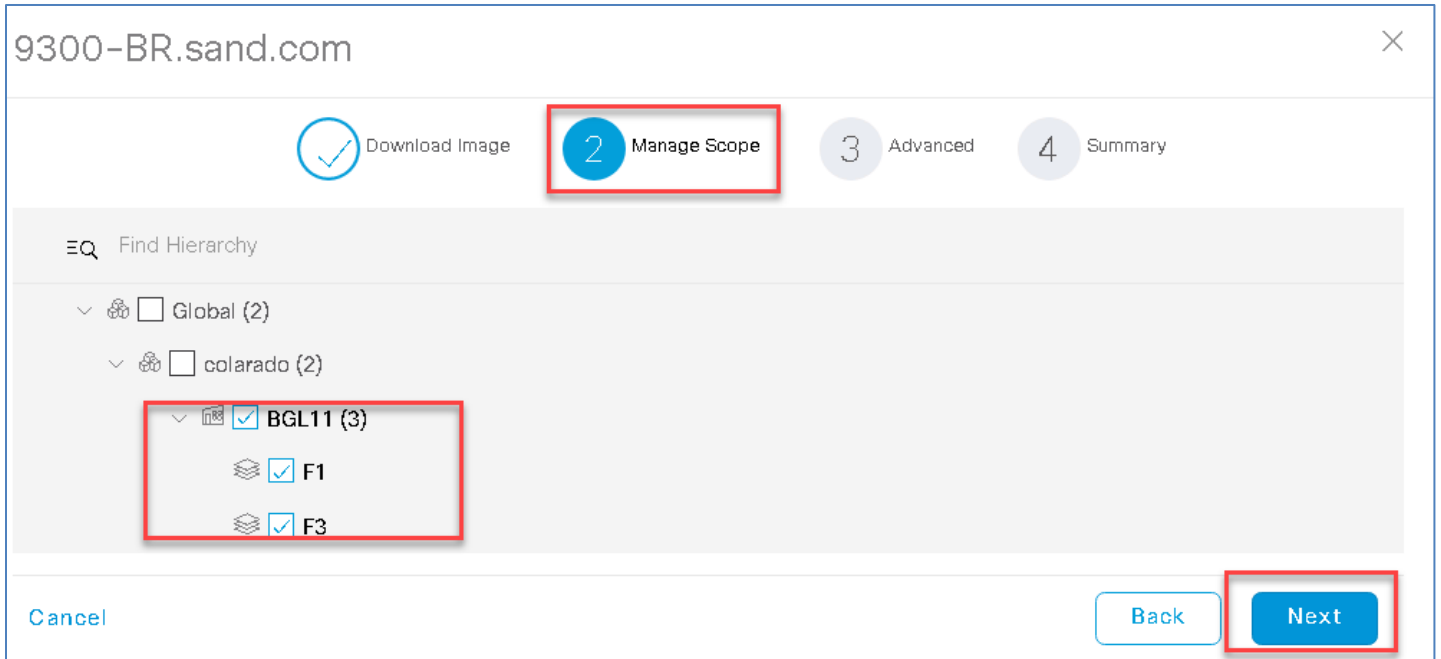 9300-BR.sand.com
Download Image
2 Manage Scope
3 Advanced
4 Summary
Find Hierarchy
Global (2)
colarado (2)
BGL11 (3)
F1
F3
Cancel
Back
Next